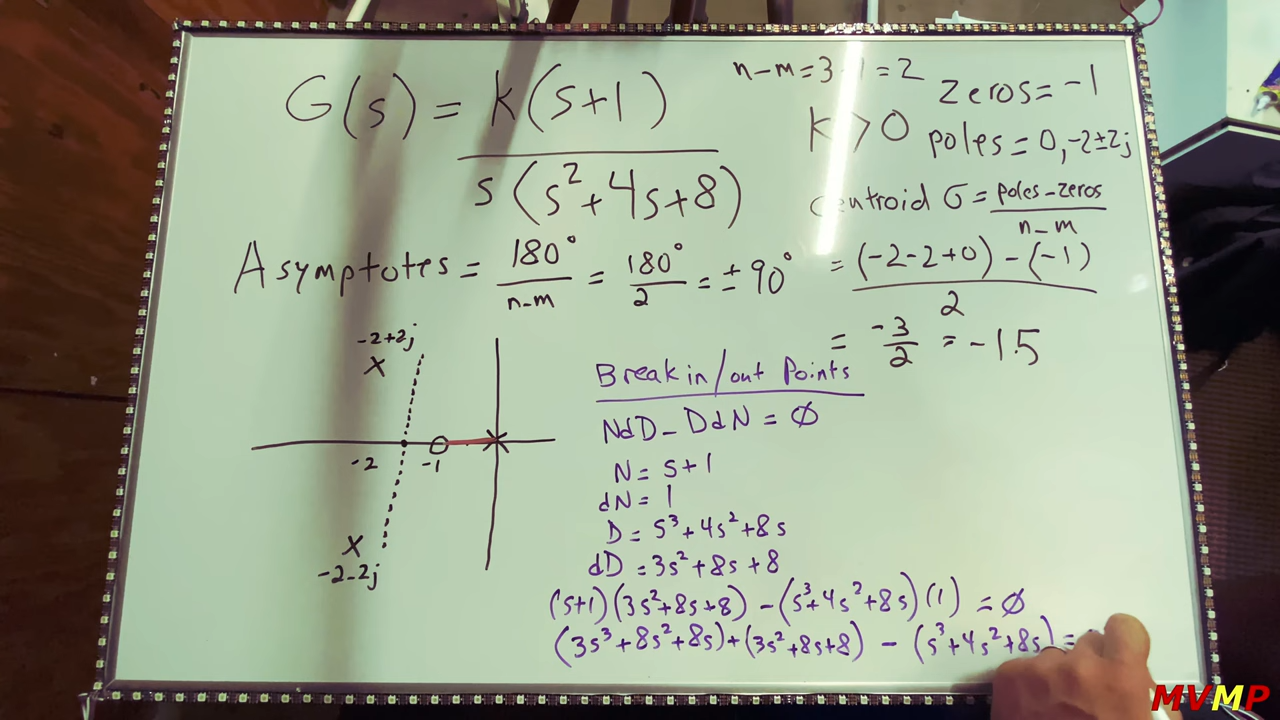 n-m=3-1=2
zeros=-1
G(s) = k(s+1)
s(s²+4s+8)
k>0
poles=0,-2±2j
centroid σ=poles-zeros
n-m
Asymptotes = 180° = 180° = ±90°
n-m 2
= (-2-2+0) - (-1)
2
= -3 = -1.5
2
-2+2j
X
-2
-1
X
-2-2j
Break in/out Points
NdD-DdN=∅
N=s+1
dN=1
D=s³+4s²+8s
dD=3s²+8s+8
(s+1)(3s²+8s+8) - (s³+4s²+8s)(1) = ∅
(3s³+8s²+8s)+(3s²+8s+8) - (s³+4s²+8s)=
MVMP